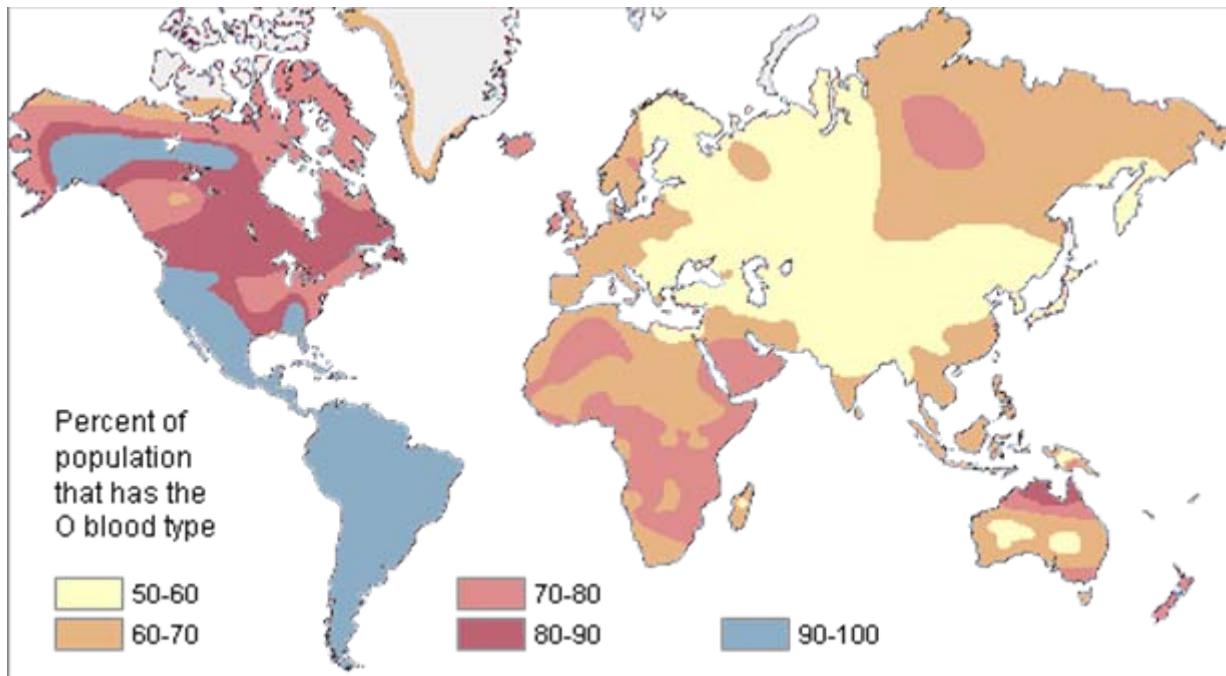 Percent of
population
that has the
O blood type
50-60
60-70
70-80
80-90
90-100